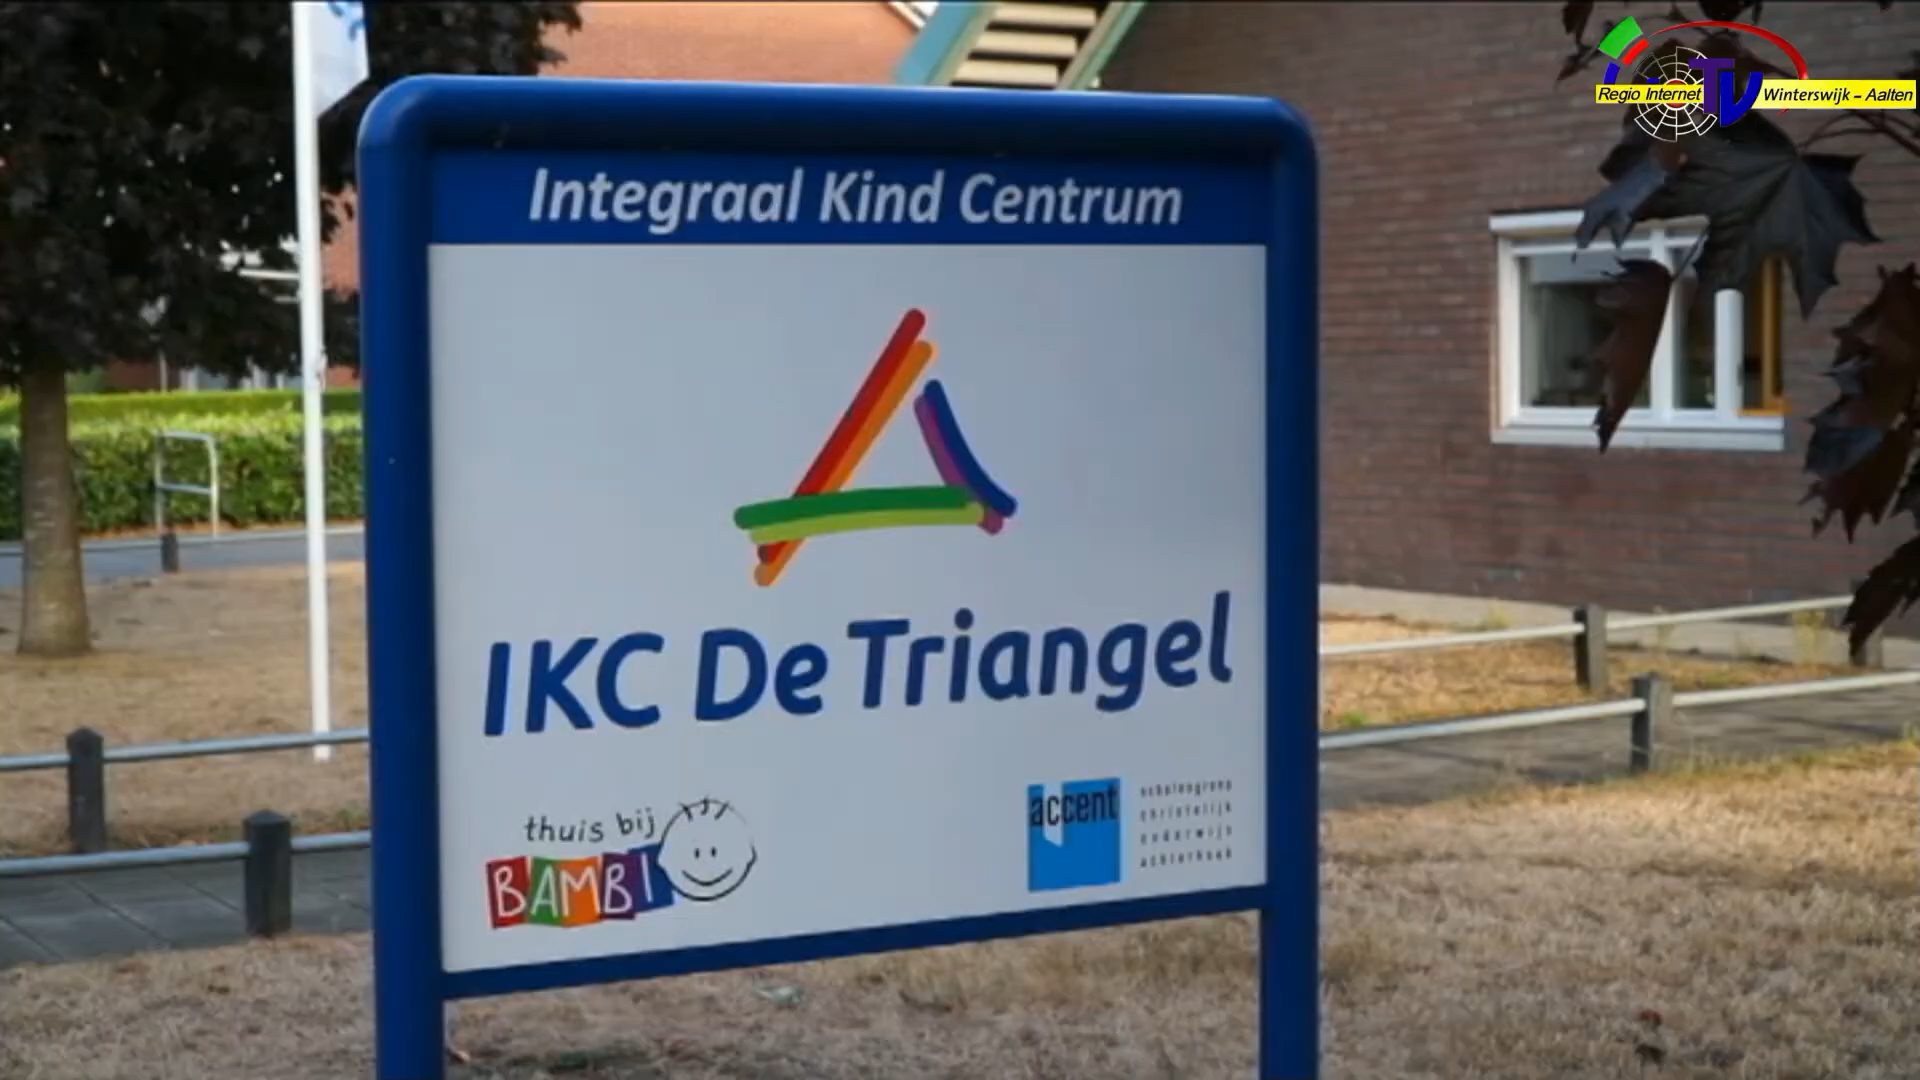 Regio Internet TV Winterswijk - Aalten
Integraal Kind Centrum
IKC De Triangel
thuis bij
BAMBI
accent
scholengroep
christelijk
onderwijs
achterhoek